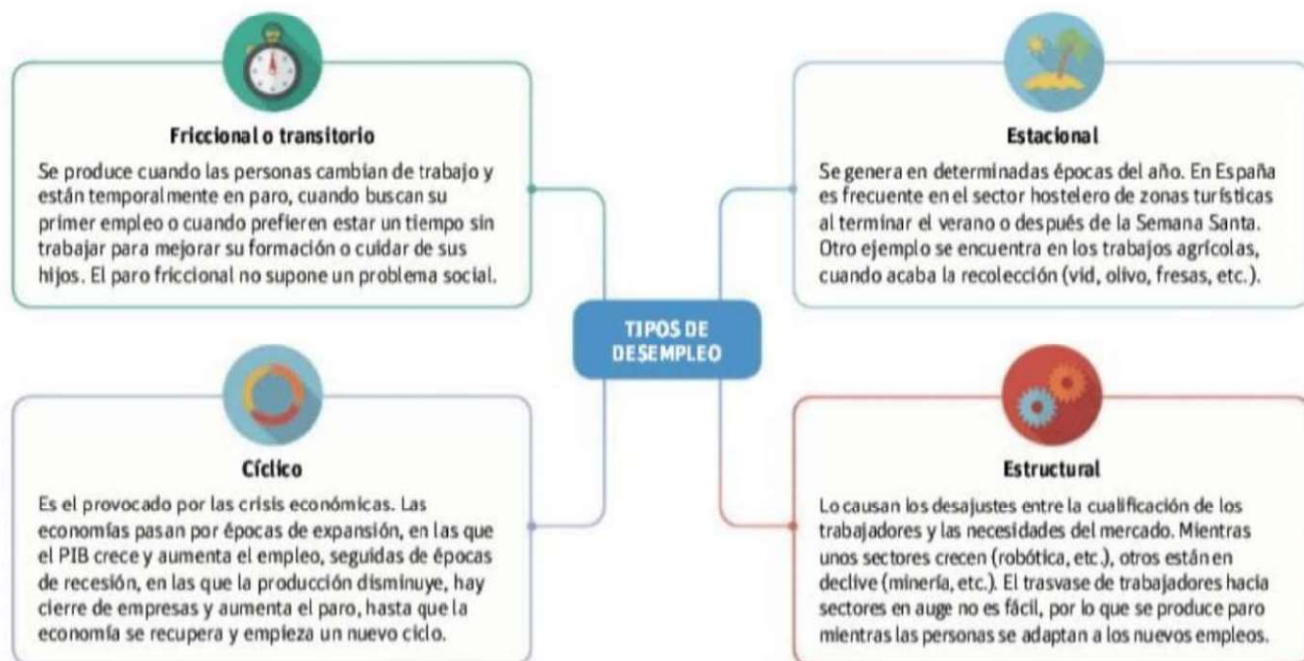 Friccional o transitorio
Se produce cuando las personas cambian de trabajo y
están temporalmente en paro, cuando buscan su
primer empleo o cuando prefieren estar un tiempo sin
trabajar para mejorar su formación o cuidar de sus
hijos. El paro friccional no supone un problema social.
Estacional
Se genera en determinadas épocas del año. En España
es frecuente en el sector hostelero de zonas turísticas
al terminar el verano o después de la Semana Santa.
Otro ejemplo se encuentra en los trabajos agrícolas,
cuando acaba la recolección (vid, olivo, fresas, etc.).
TIPOS DE
DESEMPLEO
Cíclico
Es el provocado por las crisis económicas. Las
economías pasan por épocas de expansión, en las que
el PIB crece y aumenta el empleo, seguidas de épocas
de recesión, en las que la producción disminuye, hay
cierre de empresas y aumenta el paro, hasta que la
economía se recupera y empieza un nuevo ciclo.
Estructural
Lo causan los desajustes entre la cualificación de los
trabajadores y las necesidades del mercado. Mientras
unos sectores crecen (robótica, etc.), otros están en
declive (minería, etc.). El trasvase de trabajadores hacia
sectores en auge no es fácil, por lo que se produce paro
mientras las personas se adaptan a los nuevos empleos.